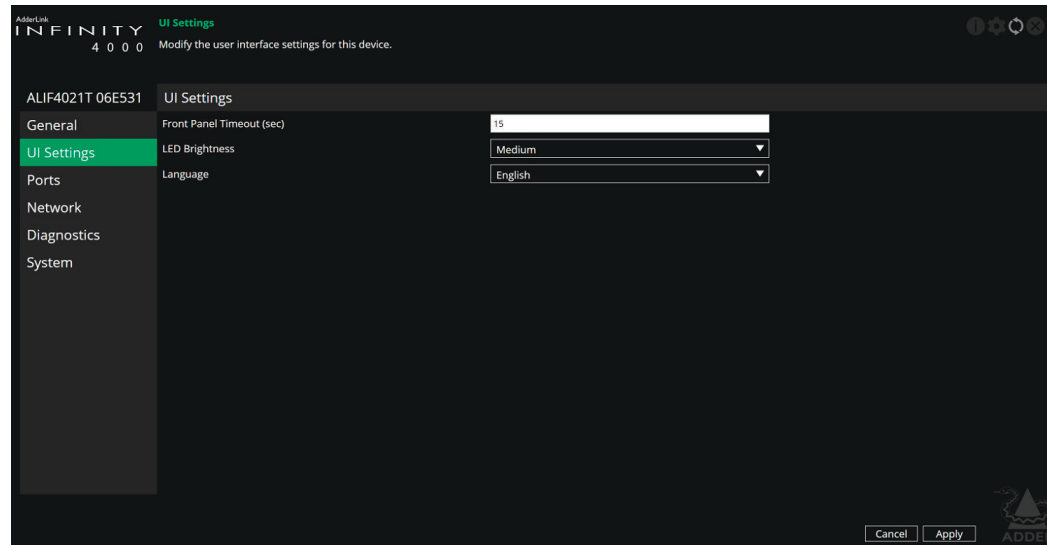 AdderLink
INFINITY
4000
UI Settings
Modify the user interface settings for this device.
ALIF4021T 06E531
UI Settings
General
Front Panel Timeout (sec)
15
UI Settings
LED Brightness
Medium
Ports
Language
English
Network
Diagnostics
System
Cancel
Apply
ADDE